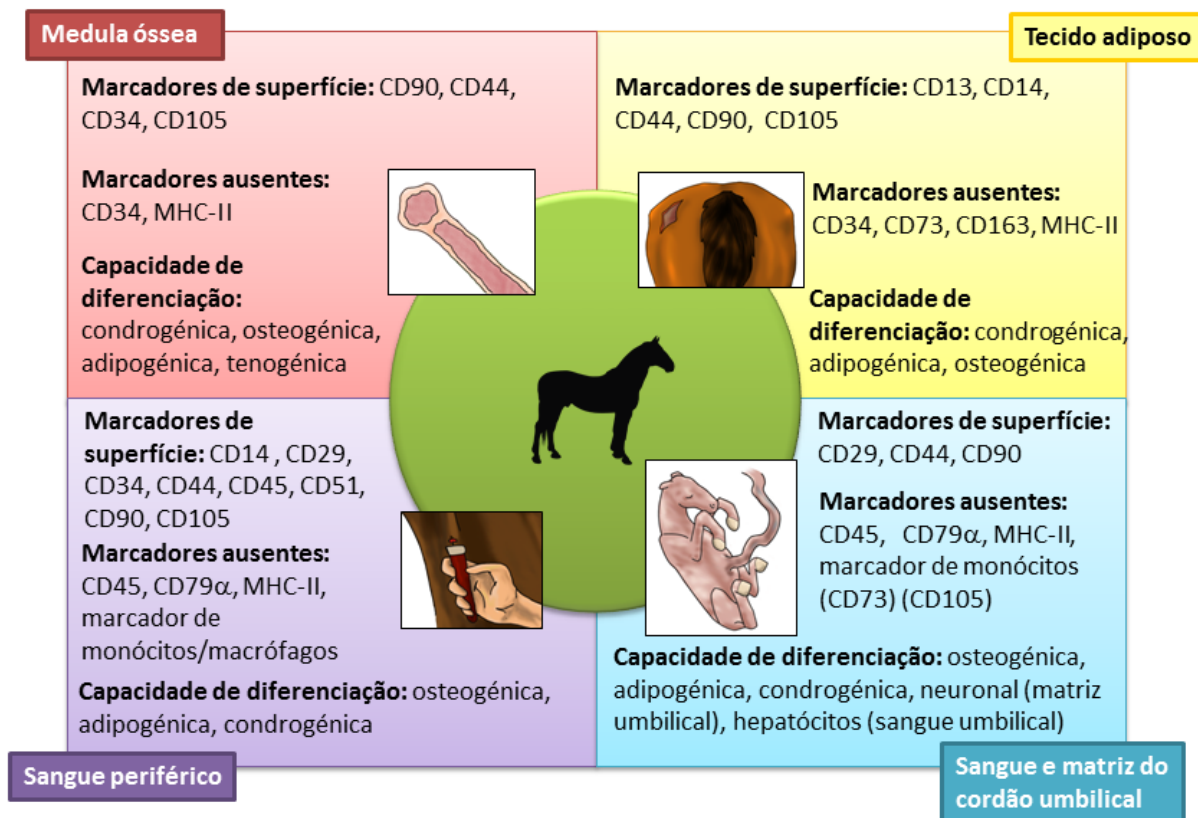 Medula óssea
Marcadores de superfície: CD90, CD44,
CD34, CD105
Marcadores ausentes:
CD34, MHC-II
Capacidade de
diferenciação:
condrogénica, osteogénica,
adipogénica, tenogénica
Tecido adiposo
Marcadores de superfície: CD13, CD14,
CD44, CD90, CD105
Marcadores ausentes:
CD34, CD73, CD163, MHC-II
Capacidade de
diferenciação: condrogénica,
adipogénica, osteogénica
Marcadores de
superfície: CD14 , CD29,
CD34, CD44, CD45, CD51,
CD90, CD105
Marcadores ausentes:
CD45, CD79α, MHC-II,
marcador de
monócitos/macrófagos
Capacidade de diferenciação: osteogénica,
adipogénica, condrogénica
Sangue periférico
Marcadores de superfície:
CD29, CD44, CD90
Marcadores ausentes:
CD45, CD79α, MHC-II,
marcador de monócitos
(CD73) (CD105)
Capacidade de diferenciação: osteogénica,
adipogénica, condrogénica, neuronal (matriz
umbilical), hepatócitos (sangue umbilical)
Sangue e matriz do
cordão umbilical